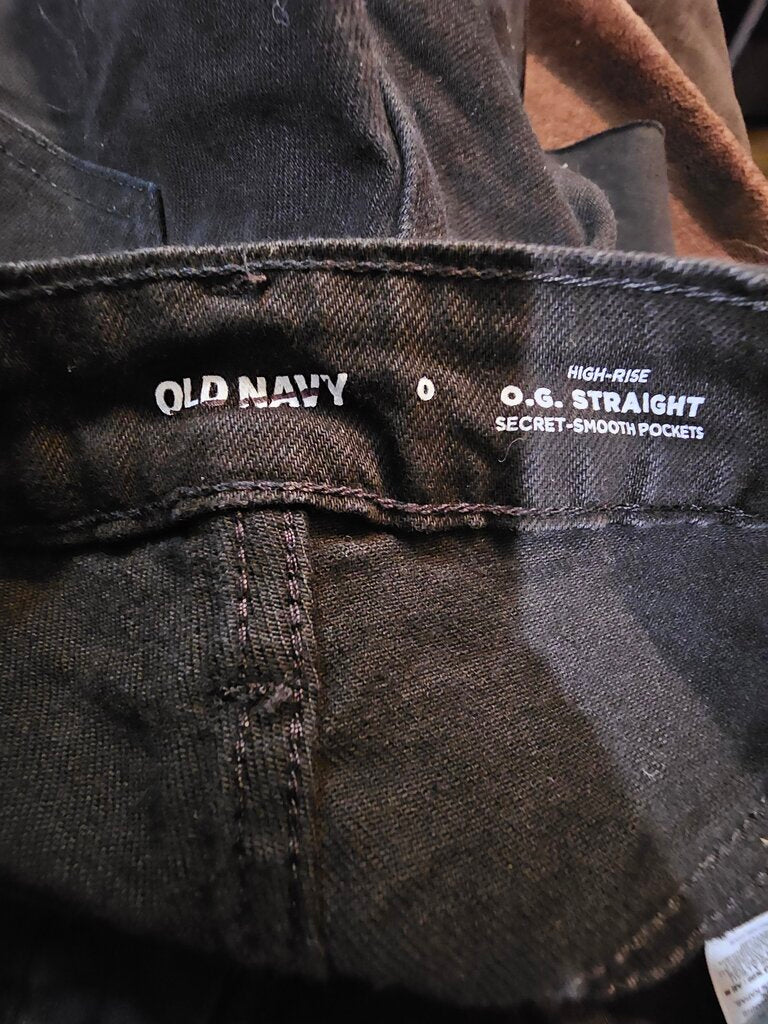 OLD NAVY
0
HIGH-RISE
O.G. STRAIGHT
SECRET-SMOOTH POCKETS